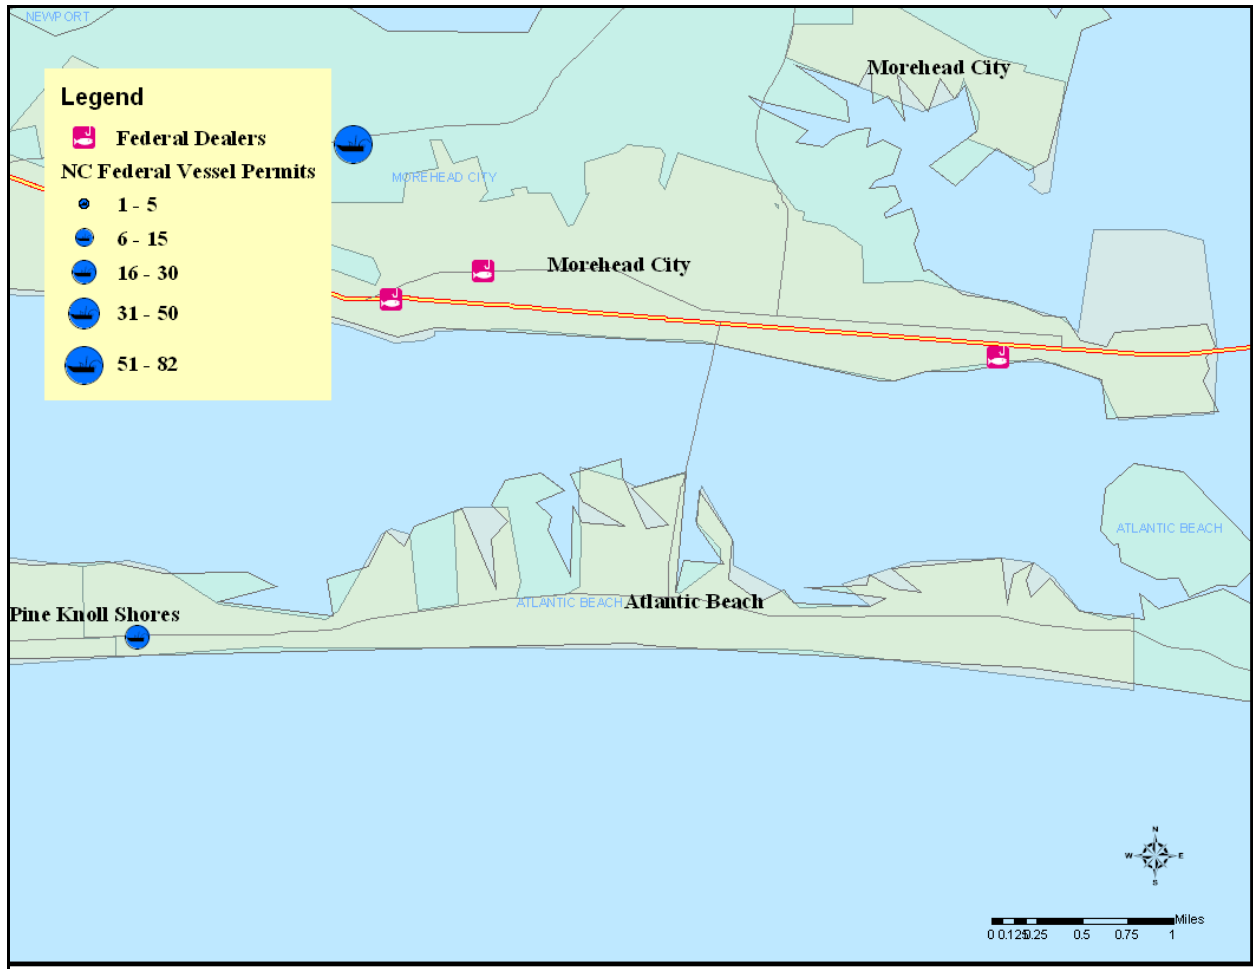 NEWPORT
Morehead City
Legend
Federal Dealers
NC Federal Vessel Permits
1 - 5
6 - 15
16 - 30
31 - 50
51 - 82
MOREHEAD CITY
Morehead City
ATLANTIC BEACH
Pine Knoll Shores
ATLANTIC BEACH
Atlantic Beach
N
W E
S
Miles
0 0.125 0.25 0.5 0.75 1